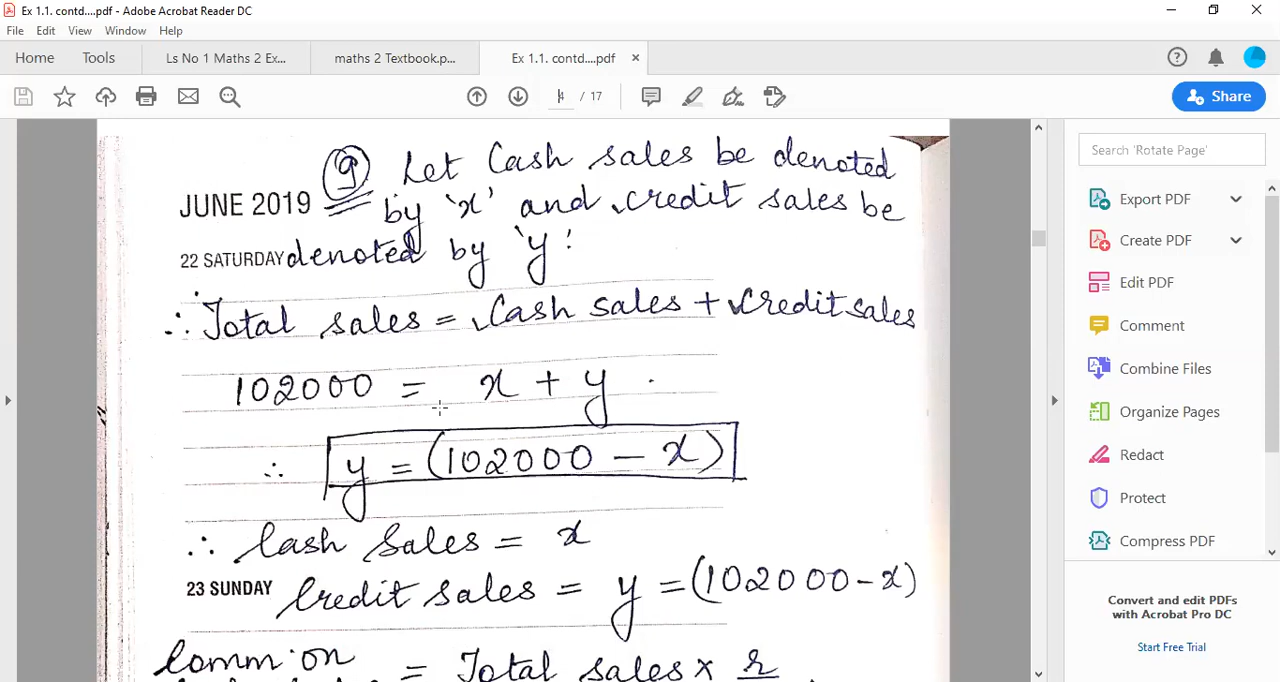 Ex 1.1. contd....pdf - Adobe Acrobat Reader DC
File Edit View Window Help
Home Tools Ls No 1 Maths 2 Ex... maths 2 Textbook.p... Ex 1.1. contd....pdf ×
/ 17
Share
9 Let Cash sales be denoted
JUNE 2019 by 'x' and credit sales be
22 SATURDAY denoted by 'y'.
∴ Total sales = Cash sales + Credit sales
102000 = x + y
∴ y = (102000 - x)
∴ Cash Sales = x
23 SUNDAY Credit sales = y = (102000 - x)
= Total sales ×
Search 'Rotate Page'
Export PDF
Create PDF
Edit PDF
Comment
Combine Files
Organize Pages
Redact
Protect
Compress PDF
Convert and edit PDFs
with Acrobat Pro DC
Start Free Trial